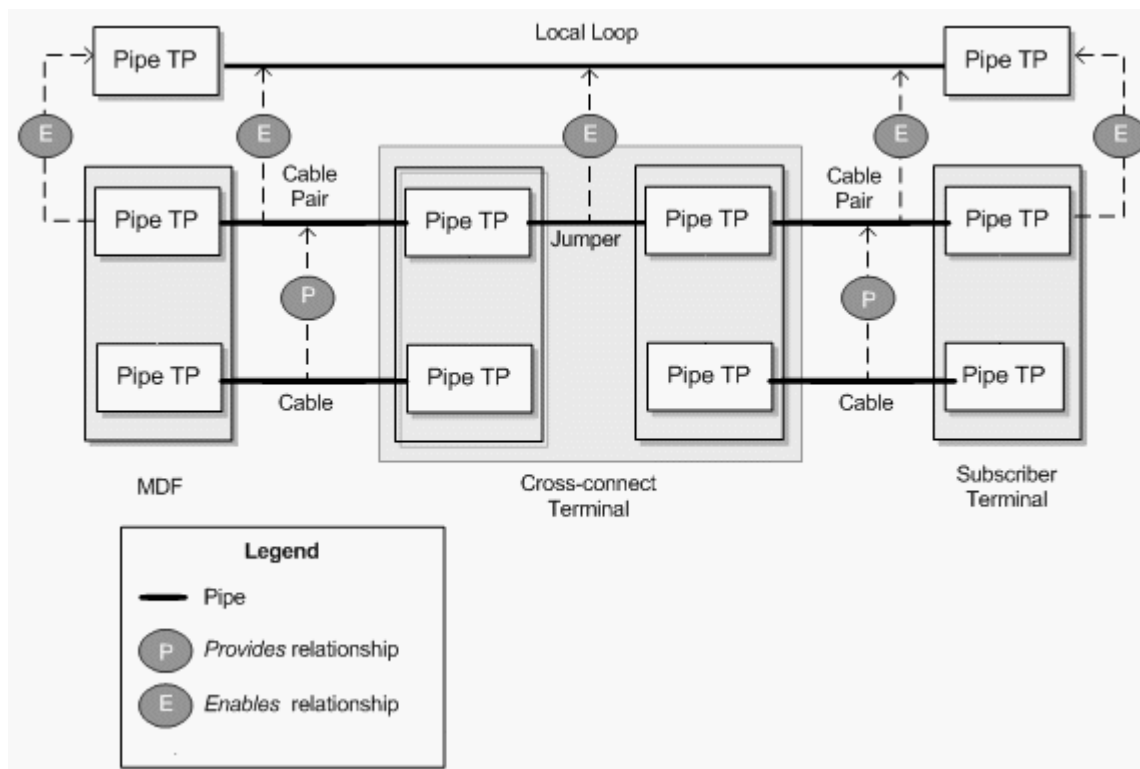 Local Loop
Pipe TP
Pipe TP
E
E
E
E
E
Cable
Pair
Cable
Pair
Pipe TP
Pipe TP
Pipe TP
Pipe TP
Jumper
P
P
Pipe TP
Pipe TP
Pipe TP
Pipe TP
Cable
Cable
MDF
Cross-connect
Terminal
Subscriber
Terminal
Legend
Pipe
P
Provides relationship
E
Enables relationship